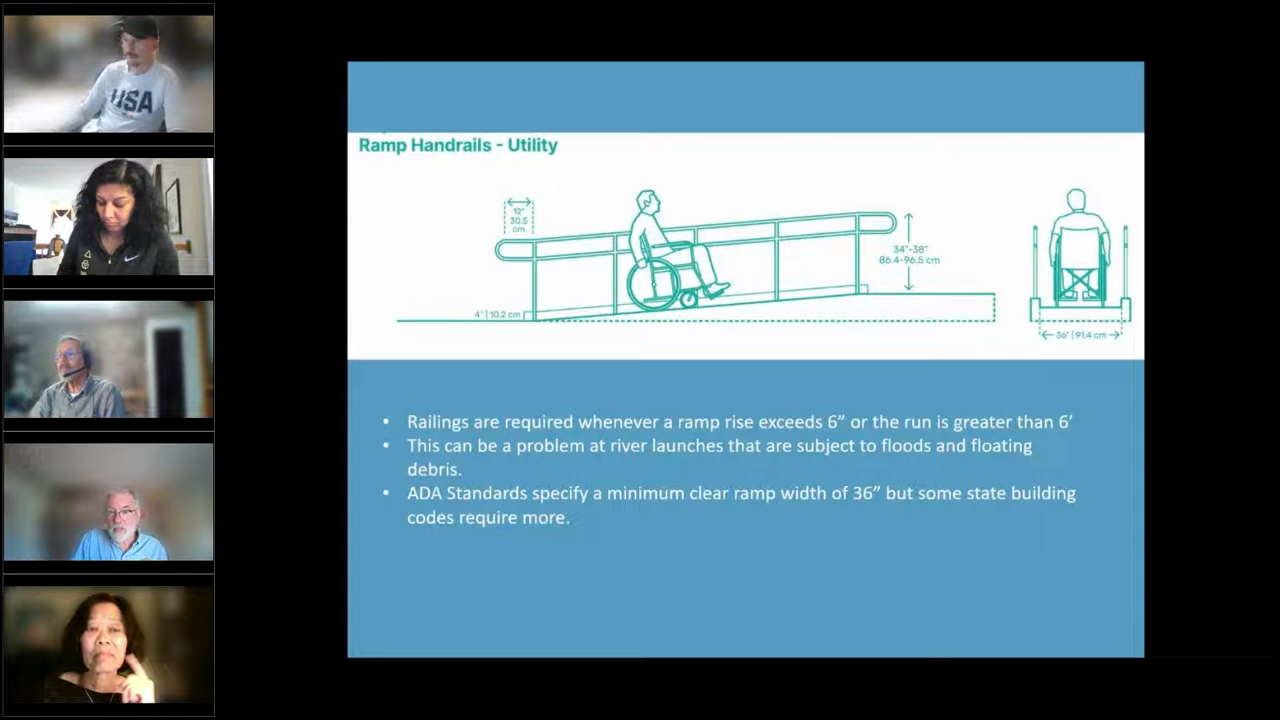 USA
Ramp Handrails - Utility
12"
30.5
cm
34"-38"
86.4-96.5 cm
4" | 10.2 cm
36" | 91.4 cm
• Railings are required whenever a ramp rise exceeds 6” or the run is greater than 6’
• This can be a problem at river launches that are subject to floods and floating
debris.
• ADA Standards specify a minimum clear ramp width of 36” but some state building
codes require more.